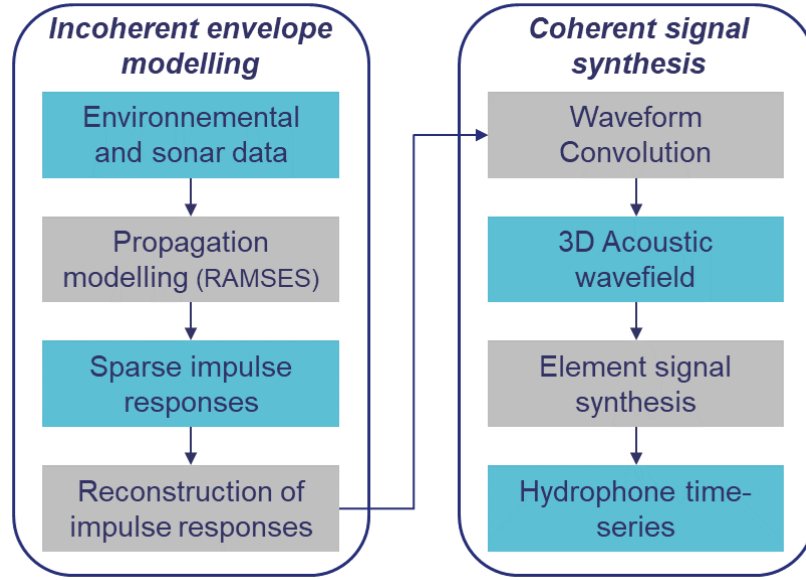 Incoherent envelope
modelling
Environnemental
and sonar data
Propagation
modelling (RAMSES)
Sparse impulse
responses
Reconstruction of
impulse responses
Coherent signal
synthesis
Waveform
Convolution
3D Acoustic
wavefield
Element signal
synthesis
Hydrophone time-
series